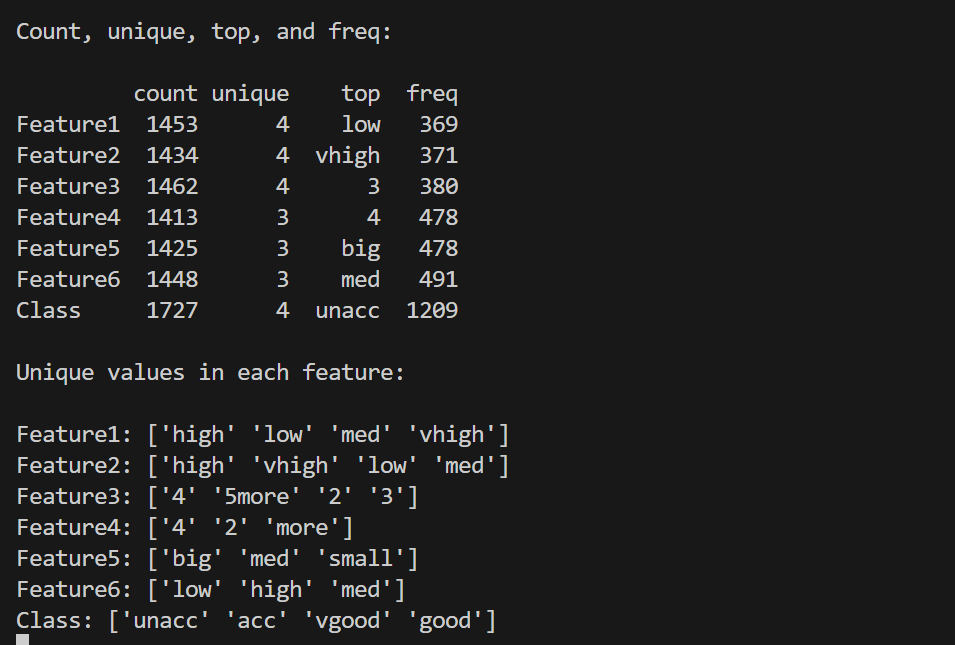 Count, unique, top, and freq:
count unique top freq
Feature1 1453 4 low 369
Feature2 1434 4 vhigh 371
Feature3 1462 4 3 380
Feature4 1413 3 4 478
Feature5 1425 3 big 478
Feature6 1448 3 med 491
Class 1727 4 unacc 1209
Unique values in each feature:
Feature1: ['high' 'low' 'med' 'vhigh']
Feature2: ['high' 'vhigh' 'low' 'med']
Feature3: ['4' '5more' '2' '3']
Feature4: ['4' '2' 'more']
Feature5: ['big' 'med' 'small']
Feature6: ['low' 'high' 'med']
Class: ['unacc' 'acc' 'vgood' 'good']